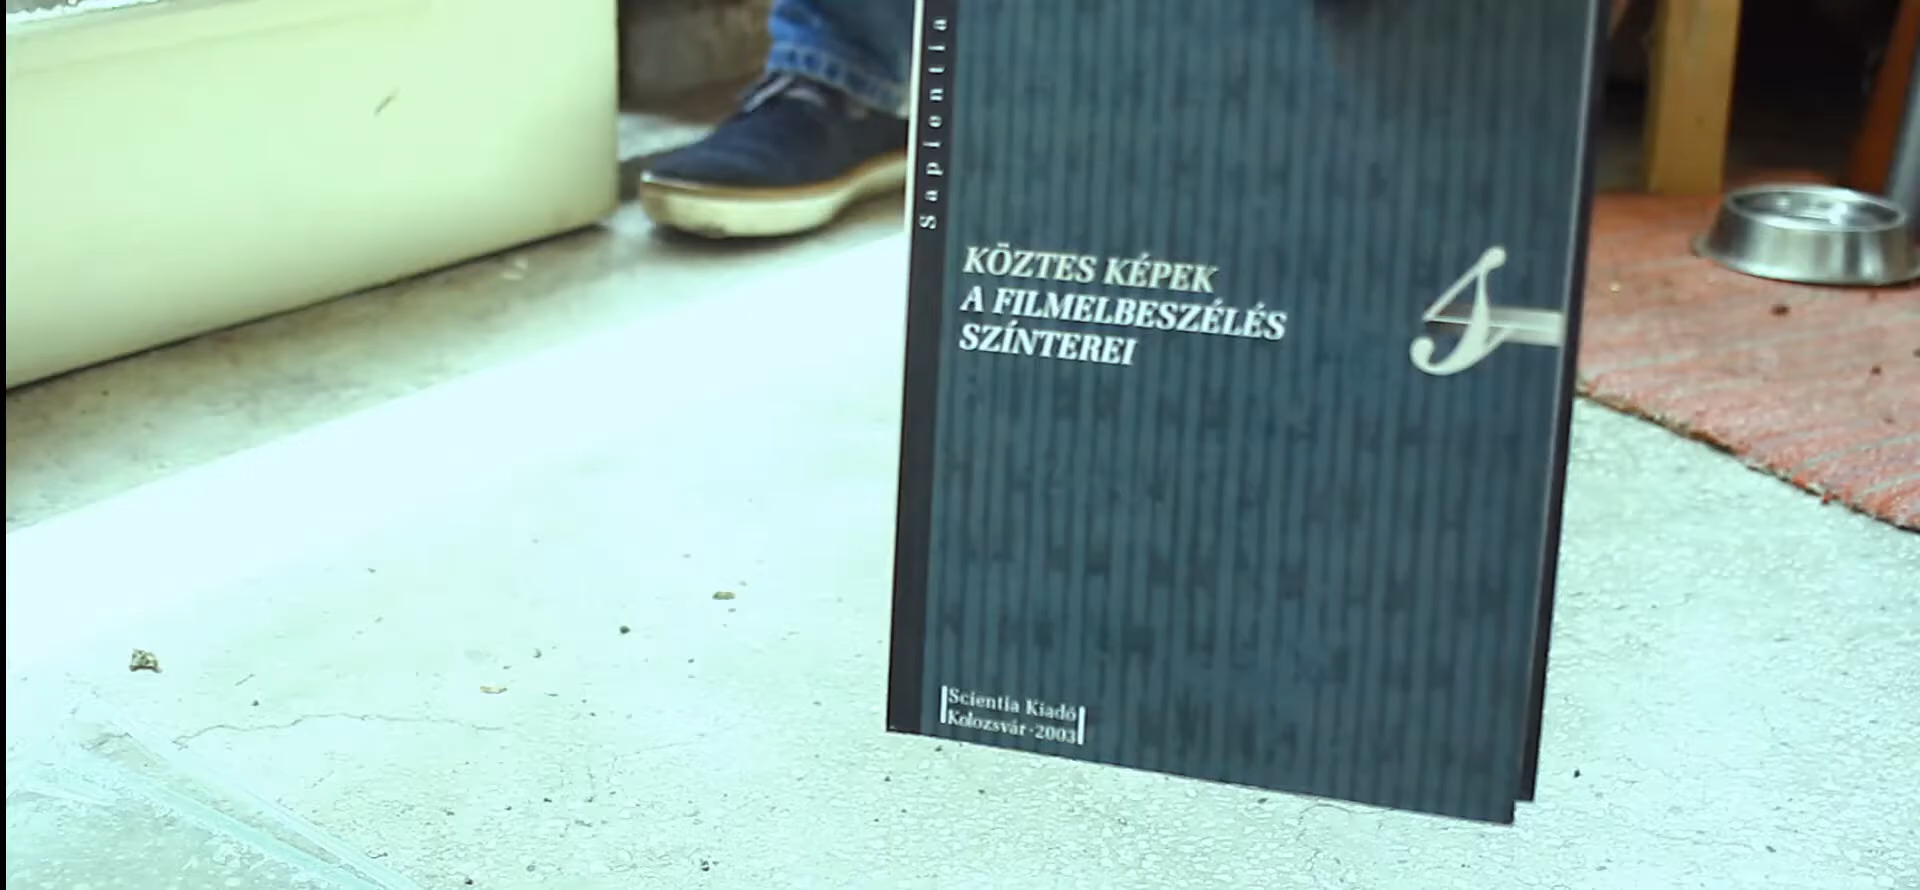 Sapientia
KÖZTES KÉPEK
A FILMELBESZÉLÉS
SZÍNTEREI
Scientia Kiadó
Kolozsvár·2003